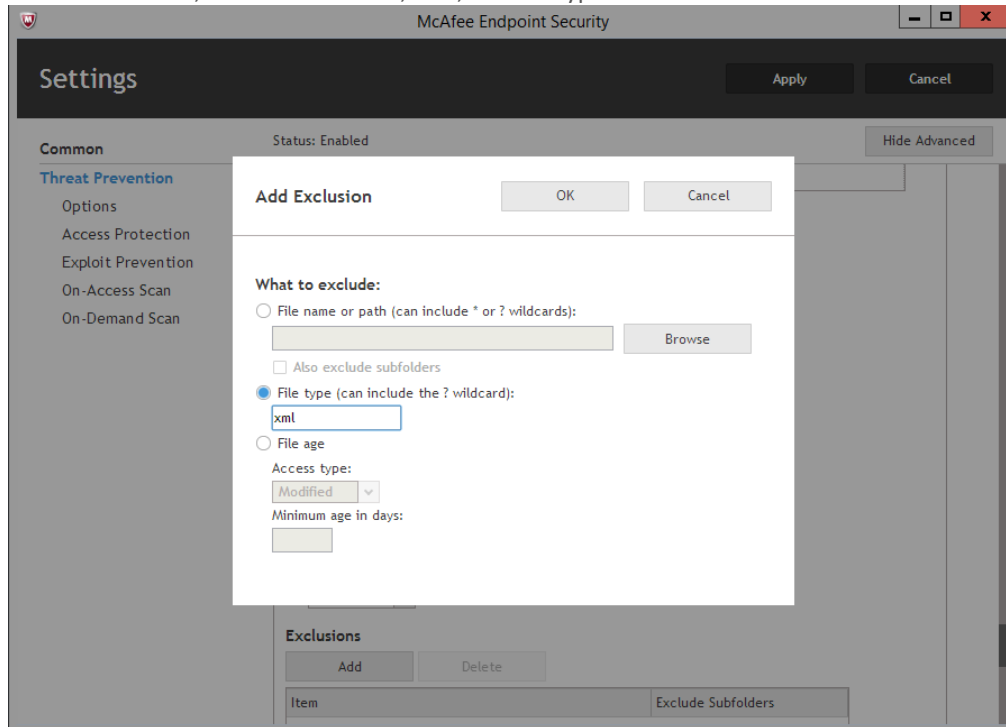 McAfee Endpoint Security
Settings
Apply
Cancel
Common
Status: Enabled
Hide Advanced
Threat Prevention
Options
Access Protection
Exploit Prevention
On-Access Scan
On-Demand Scan
Add Exclusion
OK
Cancel
What to exclude:
File name or path (can include * or ? wildcards):
Browse
Also exclude subfolders
File type (can include the ? wildcard):
xml
File age
Access type:
Modified
Minimum age in days:
Exclusions
Add
Delete
Item
Exclude Subfolders